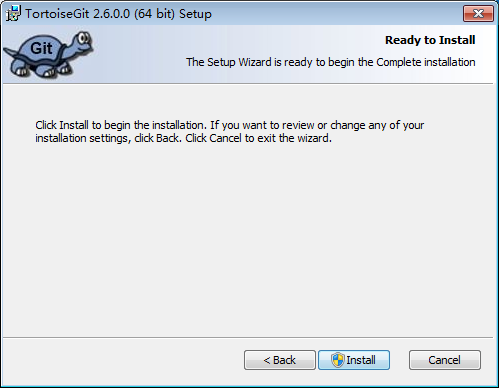 TortoiseGit 2.6.0.0 (64 bit) Setup
Git
Ready to Install
The Setup Wizard is ready to begin the Complete installation
Click Install to begin the installation. If you want to review or change any of your
installation settings, click Back. Click Cancel to exit the wizard.
< Back
Install
Cancel